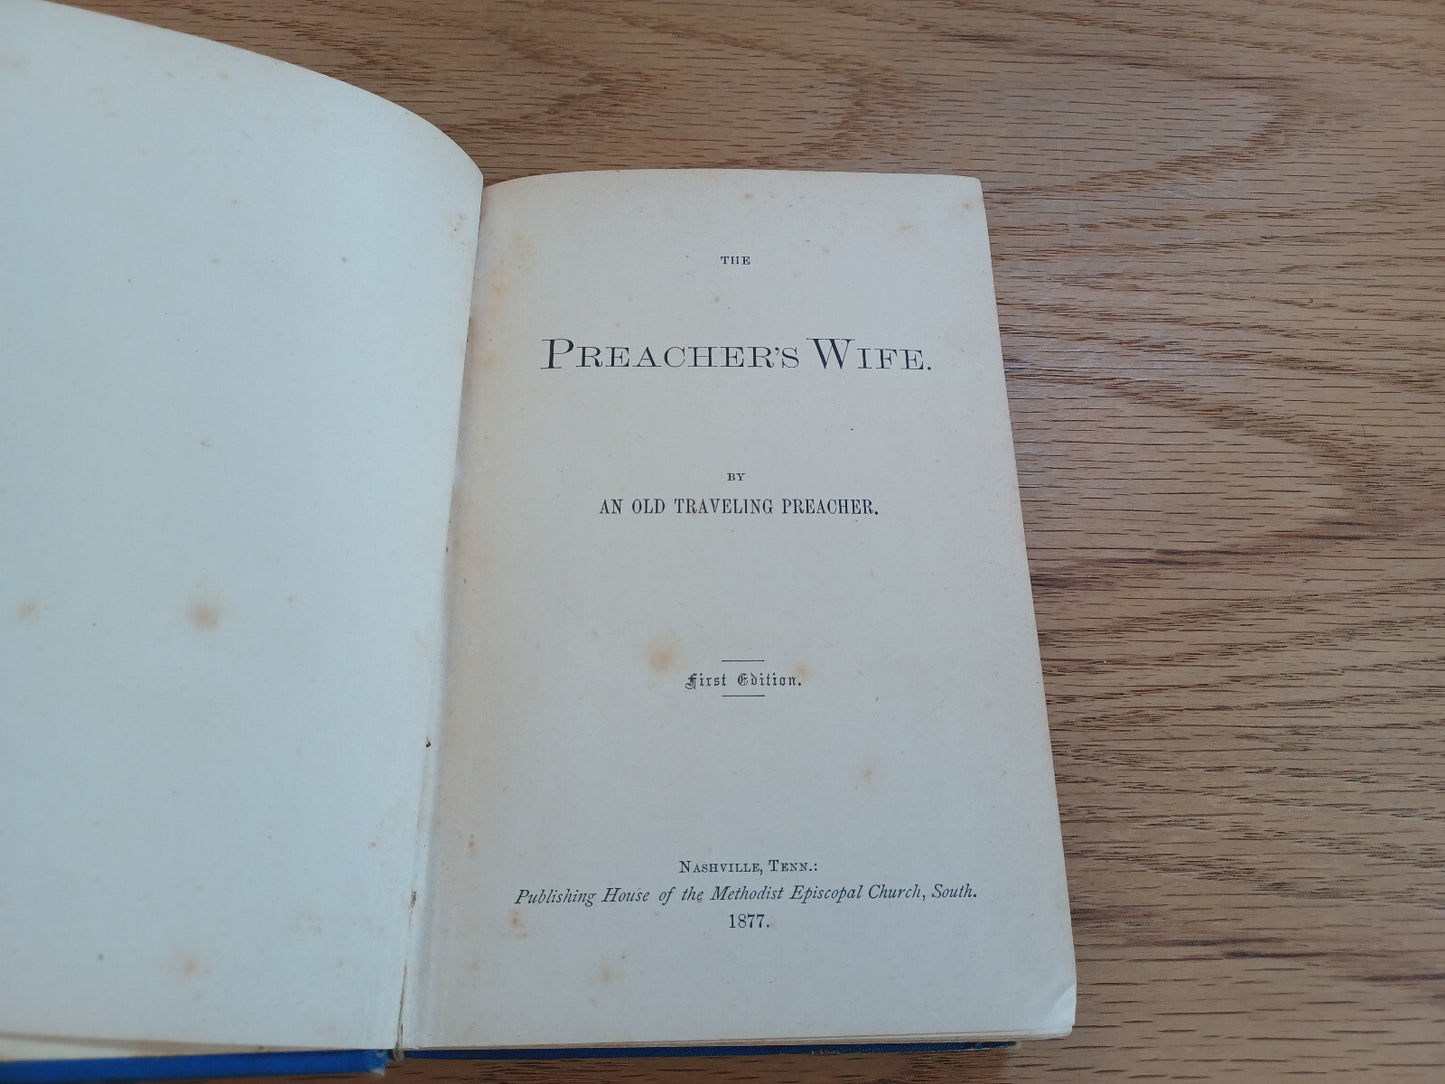 THE
PREACHER'S WIFE.
BY
AN OLD TRAVELING PREACHER.
First Edition.
NASHVILLE, TENN.:
Publishing House of the Methodist Episcopal Church, South.
1877.